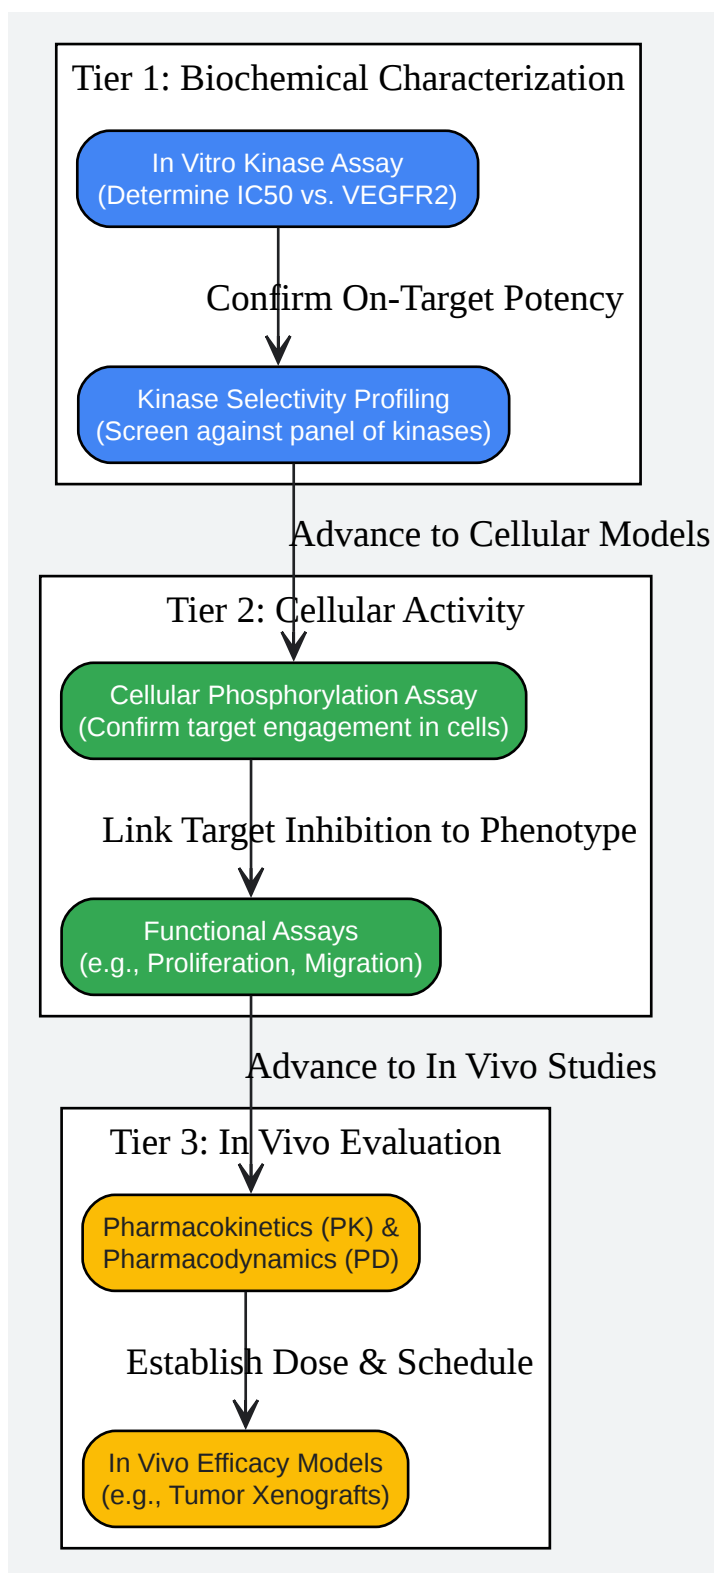 Tier 1: Biochemical Characterization
In Vitro Kinase Assay
(Determine IC50 vs. VEGFR2)
Confirm On-Target Potency
Kinase Selectivity Profiling
(Screen against panel of kinases)
Advance to Cellular Models
Tier 2: Cellular Activity
Cellular Phosphorylation Assay
(Confirm target engagement in cells)
Link Target Inhibition to Phenotype
Functional Assays
(e.g., Proliferation, Migration)
Advance to In Vivo Studies
Tier 3: In Vivo Evaluation
Pharmacokinetics (PK) &
Pharmacodynamics (PD)
Establish Dose & Schedule
In Vivo Efficacy Models
(e.g., Tumor Xenografts)